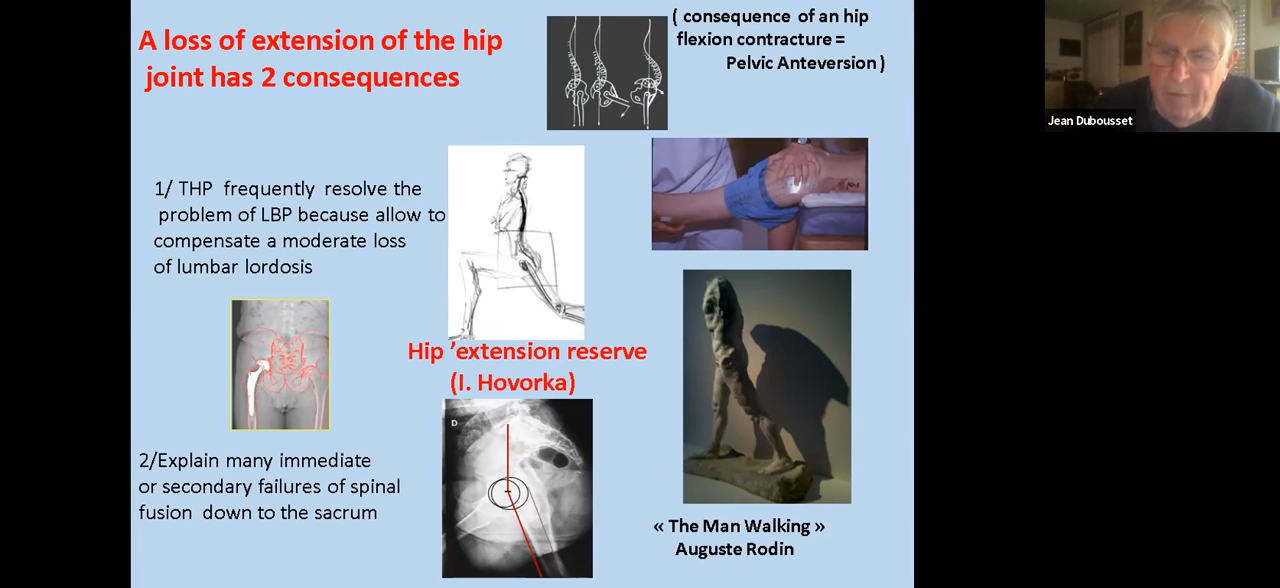 A loss of extension of the hip
joint has 2 consequences
( consequence of an hip
flexion contracture =
Pelvic Anteversion )
Jean Dubousset
1/ THP frequently resolve the
problem of LBP because allow to
compensate a moderate loss
of lumbar lordosis
Hip ’extension reserve
(I. Hovorka)
D
2/Explain many immediate
or secondary failures of spinal
fusion down to the sacrum
« The Man Walking »
Auguste Rodin